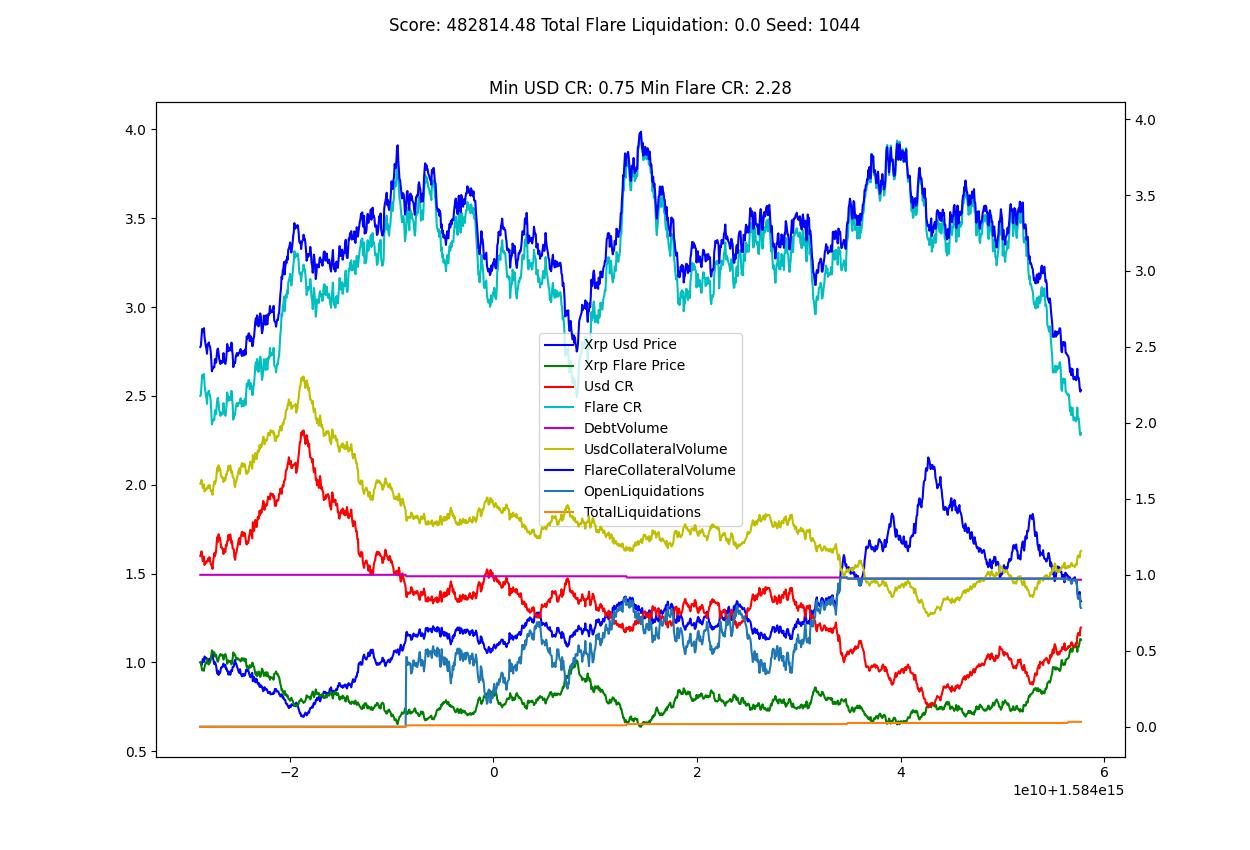 Score: 482814.48 Total Flare Liquidation: 0.0 Seed: 1044
Min USD CR: 0.75 Min Flare CR: 2.28
4.0
3.5
3.0
2.5
2.0
1.5
1.0
0.5
4.0
3.5
3.0
2.5
2.0
1.5
1.0
0.5
0.0
Xrp Usd Price
Xrp Flare Price
Usd CR
Flare CR
DebtVolume
UsdCollateralVolume
FlareCollateralVolume
OpenLiquidations
TotalLiquidations
−2 0 2 4 6
1e10+1.584e15